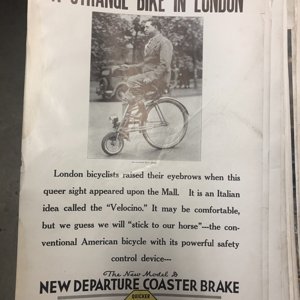 A STRANGE BIKE IN LONDON
London bicyclists raised their eyebrows when this
queer sight appeared upon the Mall. It is an Italian
idea called the "Velocino." It may be comfortable,
but we guess we will "stick to our horse"---the con-
ventional American bicycle with its powerful safety
control device---
The New Model D
NEW DEPARTURE COASTER BRAKE
QUICKER